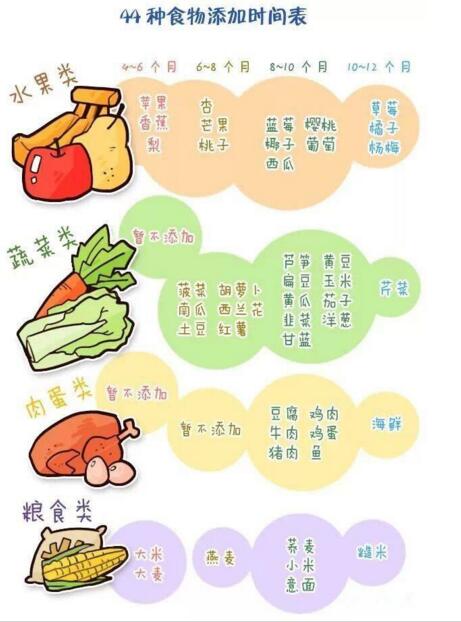 44种食物添加时间表
4~6 个月 6~8 个月 8~10 个月 10~12 个月
水果类
苹果
香蕉
梨
杏
芒果
桃子
蓝莓 樱桃
椰子 葡萄
西瓜
草莓
橘子
杨梅
蔬菜类
暂不添加
菠菜 胡萝卜
南瓜 西兰花
土豆 红薯
芦笋 黄豆
扁豆 玉米
黄瓜 茄子
韭菜 洋葱
甘蓝
芹菜
肉蛋类
暂不添加
暂不添加
豆腐 鸡肉
牛肉 鸡蛋
猪肉 鱼
海鲜
粮食类
大米
大麦
燕麦
荞麦
小米
意面
糙米